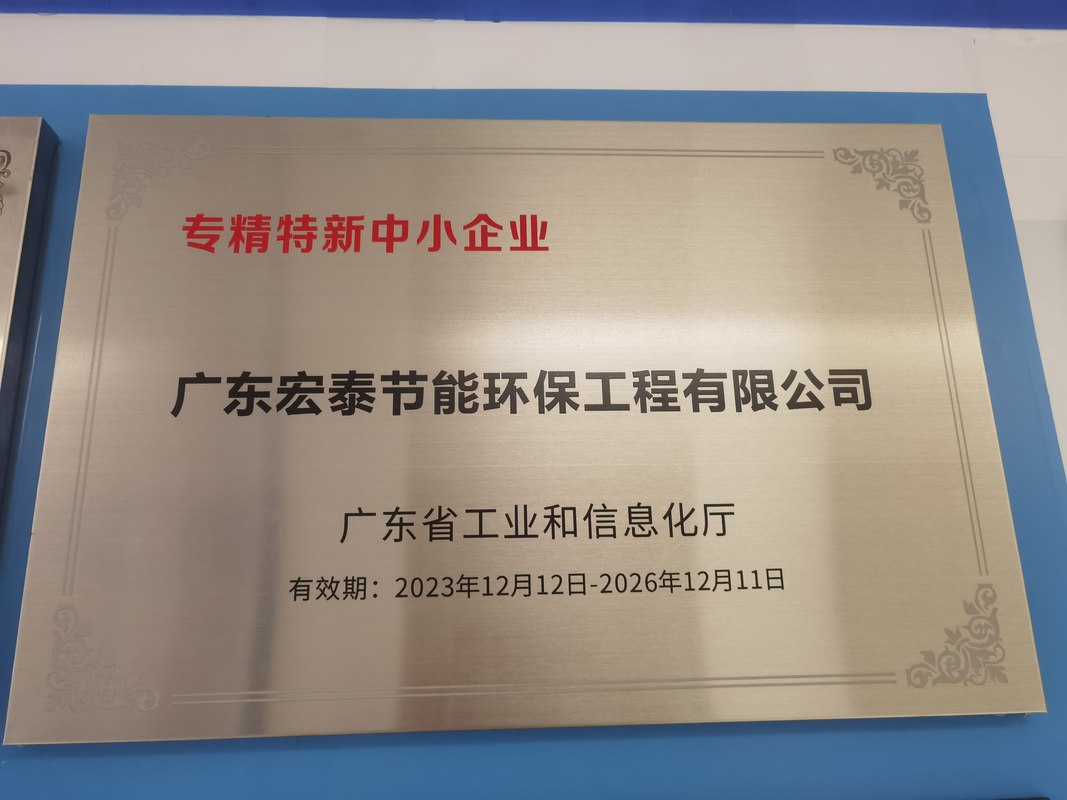 专精特新中小企业
广东宏泰节能环保工程有限公司
广东省工业和信息化厅
有效期：2023年12月12日-2026年12月11日